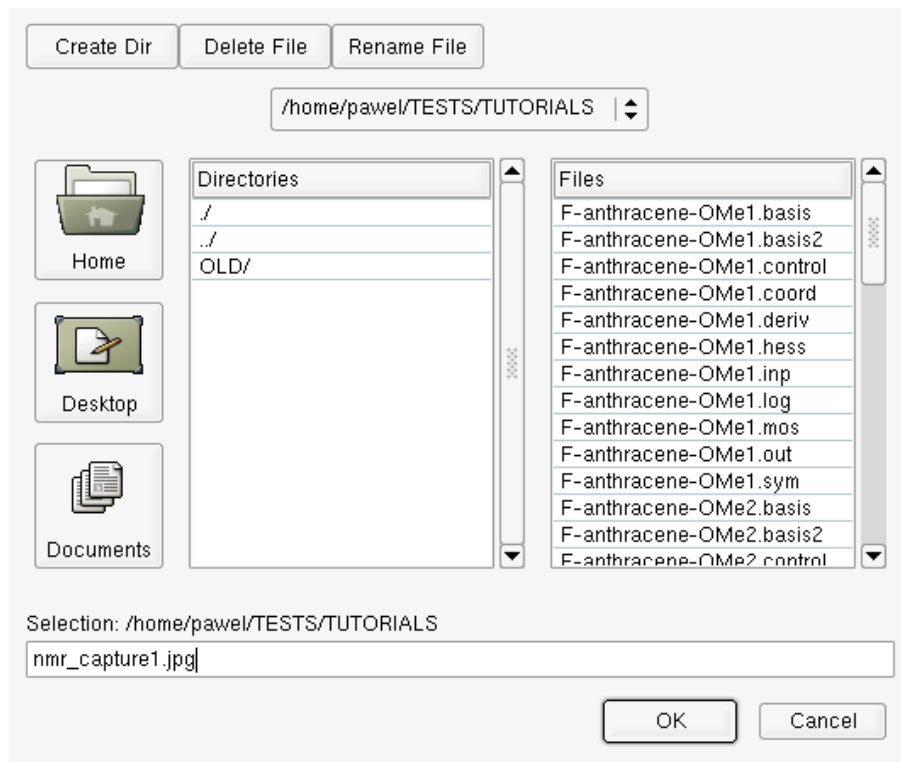 Create Dir Delete File Rename File
/home/pawel/TESTS/TUTORIALS
Home
Desktop
Documents
Directories
./
../
OLD/
Files
F-anthracene-OMe1.basis
F-anthracene-OMe1.basis2
F-anthracene-OMe1.control
F-anthracene-OMe1.coord
F-anthracene-OMe1.deriv
F-anthracene-OMe1.hess
F-anthracene-OMe1.inp
F-anthracene-OMe1.log
F-anthracene-OMe1.mos
F-anthracene-OMe1.out
F-anthracene-OMe1.sym
F-anthracene-OMe2.basis
F-anthracene-OMe2.basis2
F-anthracene-OMe2.control
Selection: /home/pawel/TESTS/TUTORIALS
nmr_capture1.jpg
OK Cancel